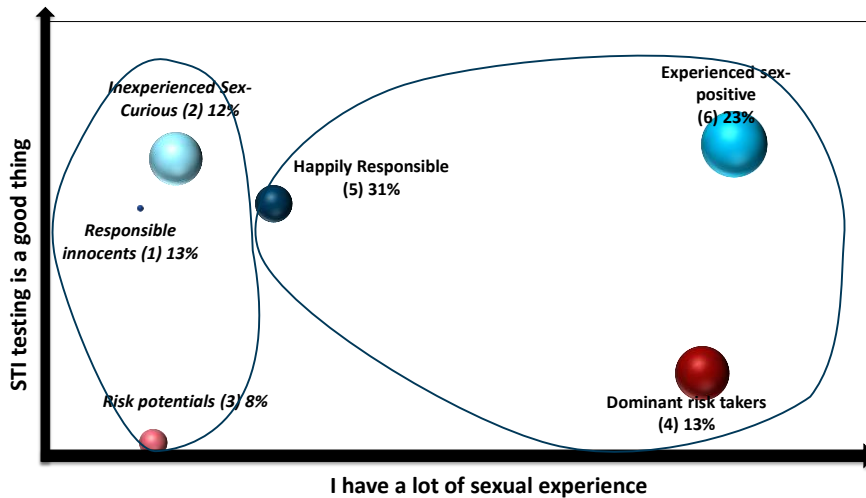 STI testing is a good thing
Inexperienced Sex-
Curious (2) 12%
Responsible
innocents (1) 13%
Risk potentials (3) 8%
Happily Responsible
(5) 31%
Experienced sex-
positive
(6) 23%
Dominant risk takers
(4) 13%
I have a lot of sexual experience